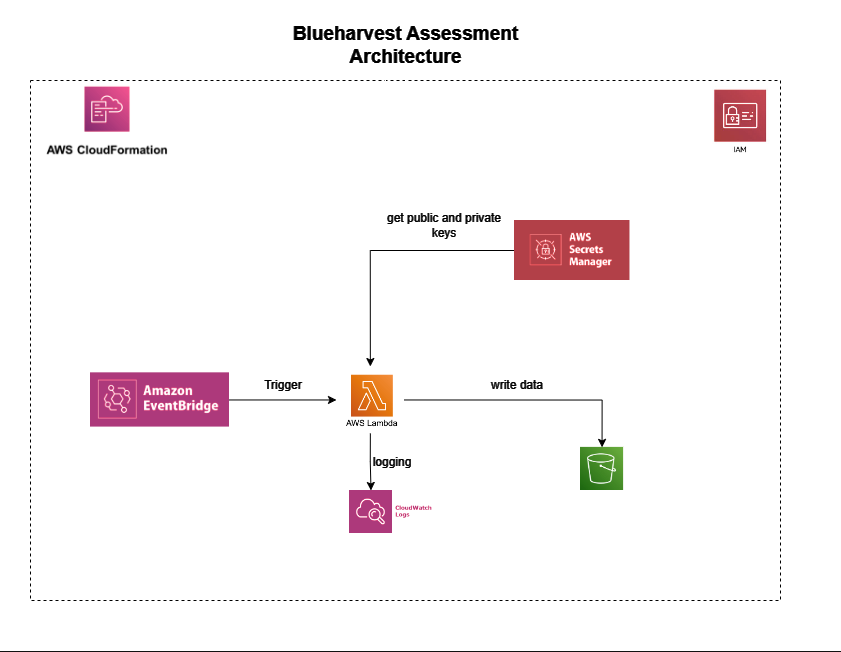 Blueharvest Assessment
Architecture
AWS CloudFormation
IAM
get public and private
keys
AWS
Secrets
Manager
Amazon
EventBridge
Trigger
AWS Lambda
write data
logging
CloudWatch
Logs